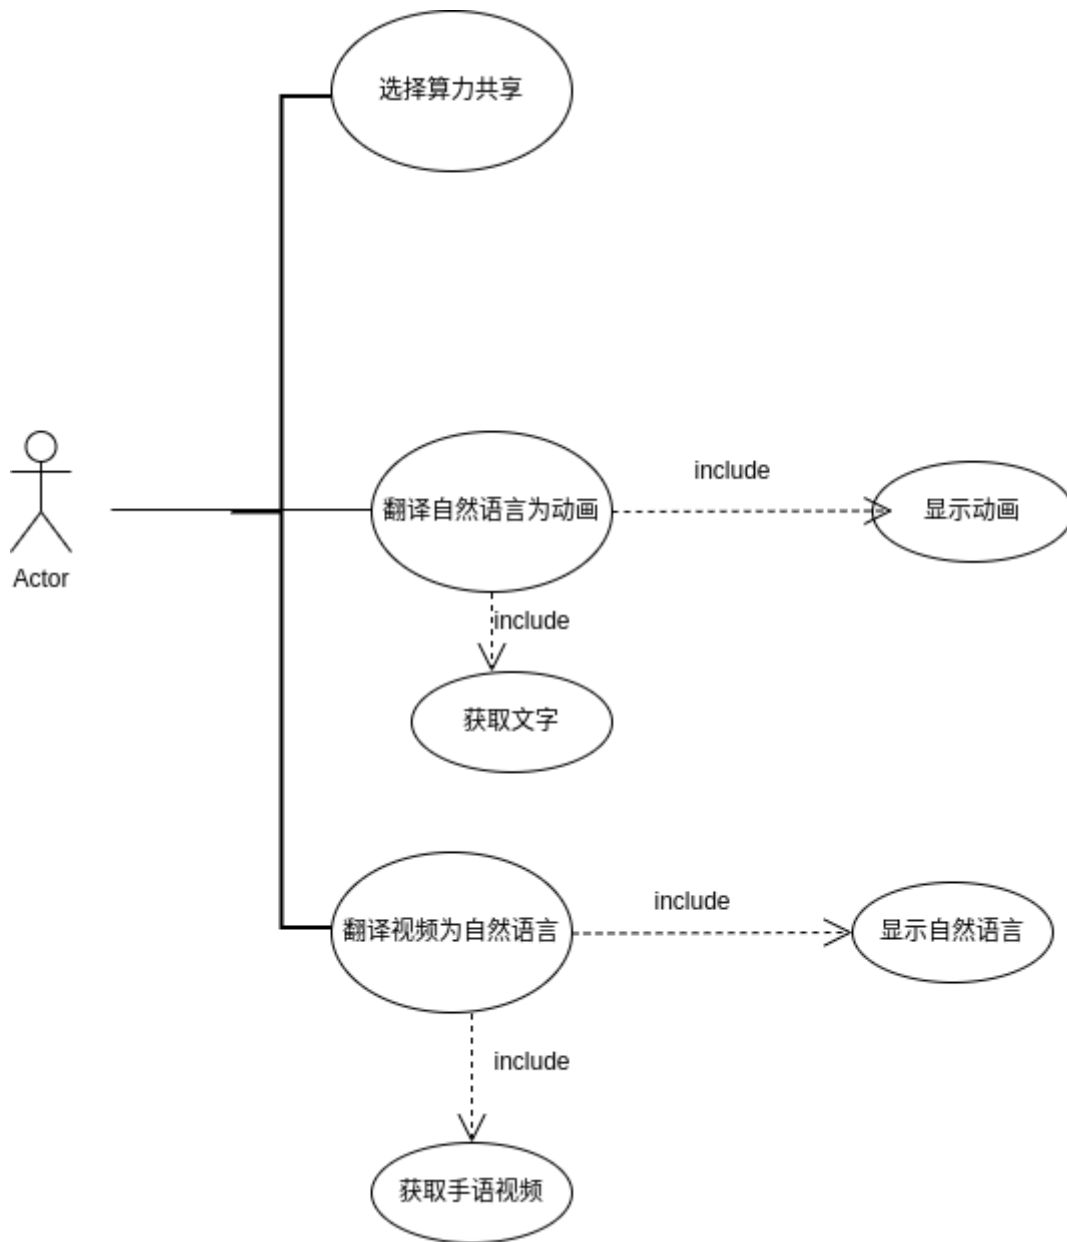 选择算力共享
include
翻译自然语言为动画
显示动画
Actor
include
获取文字
include
翻译视频为自然语言
显示自然语言
include
获取手语视频